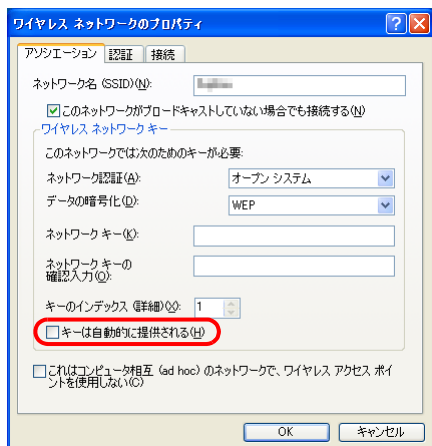 ワイヤレス ネットワークのプロパティ
アソシエーション 認証 接続
ネットワーク名 (SSID)(N):
このネットワークがブロードキャストしていない場合でも接続する(N)
ワイヤレス ネットワーク キー
このネットワークでは次のためのキーが必要:
ネットワーク認証(A): オープン システム
データの暗号化(D): WEP
ネットワーク キー(K):
ネットワーク キーの
確認入力(O):
キーのインデックス (詳細)(X): 1
キーは自動的に提供される(H)
これはコンピュータ相互 (ad hoc) のネットワークで、ワイヤレス アクセス ポイ
ントを使用しない(C)
OK キャンセル